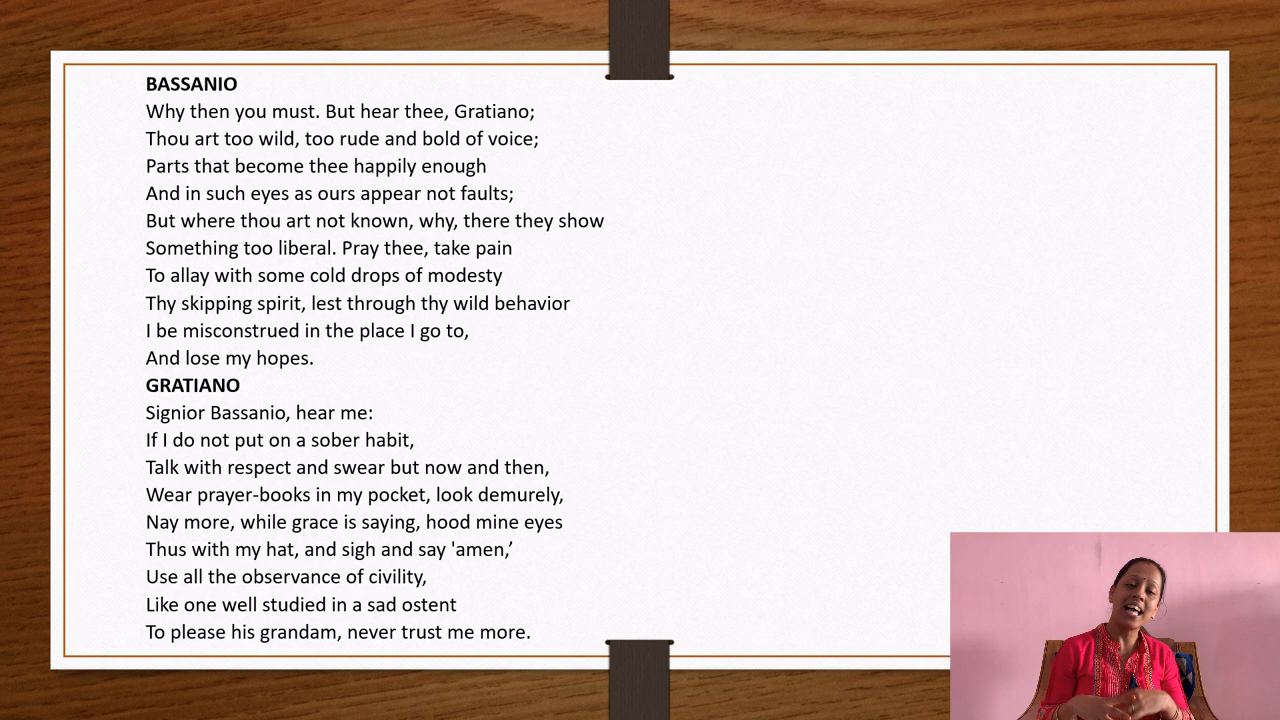 BASSANIO
Why then you must. But hear thee, Gratiano;
Thou art too wild, too rude and bold of voice;
Parts that become thee happily enough
And in such eyes as ours appear not faults;
But where thou art not known, why, there they show
Something too liberal. Pray thee, take pain
To allay with some cold drops of modesty
Thy skipping spirit, lest through thy wild behavior
I be misconstrued in the place I go to,
And lose my hopes.
GRATIANO
Signior Bassanio, hear me:
If I do not put on a sober habit,
Talk with respect and swear but now and then,
Wear prayer-books in my pocket, look demurely,
Nay more, while grace is saying, hood mine eyes
Thus with my hat, and sigh and say 'amen,’
Use all the observance of civility,
Like one well studied in a sad ostent
To please his grandam, never trust me more.